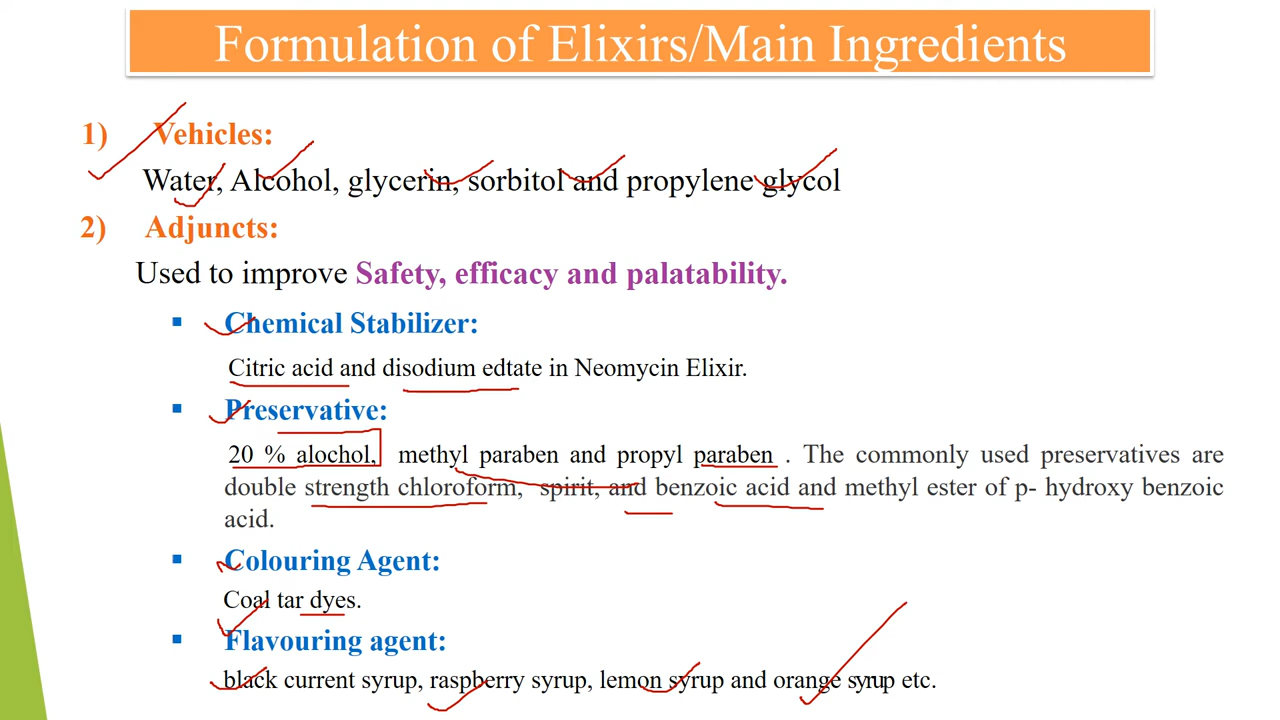 Formulation of Elixirs/Main Ingredients
1) Vehicles:
Water, Alcohol, glycerin, sorbitol and propylene glycol
2) Adjuncts:
Used to improve Safety, efficacy and palatability.
▪ Chemical Stabilizer:
Citric acid and disodium edtate in Neomycin Elixir.
▪ Preservative:
20 % alochol, methyl paraben and propyl paraben . The commonly used preservatives are
double strength chloroform, spirit, and benzoic acid and methyl ester of p- hydroxy benzoic
acid.
▪ Colouring Agent:
Coal tar dyes.
▪ Flavouring agent:
black current syrup, raspberry syrup, lemon syrup and orange syrup etc.